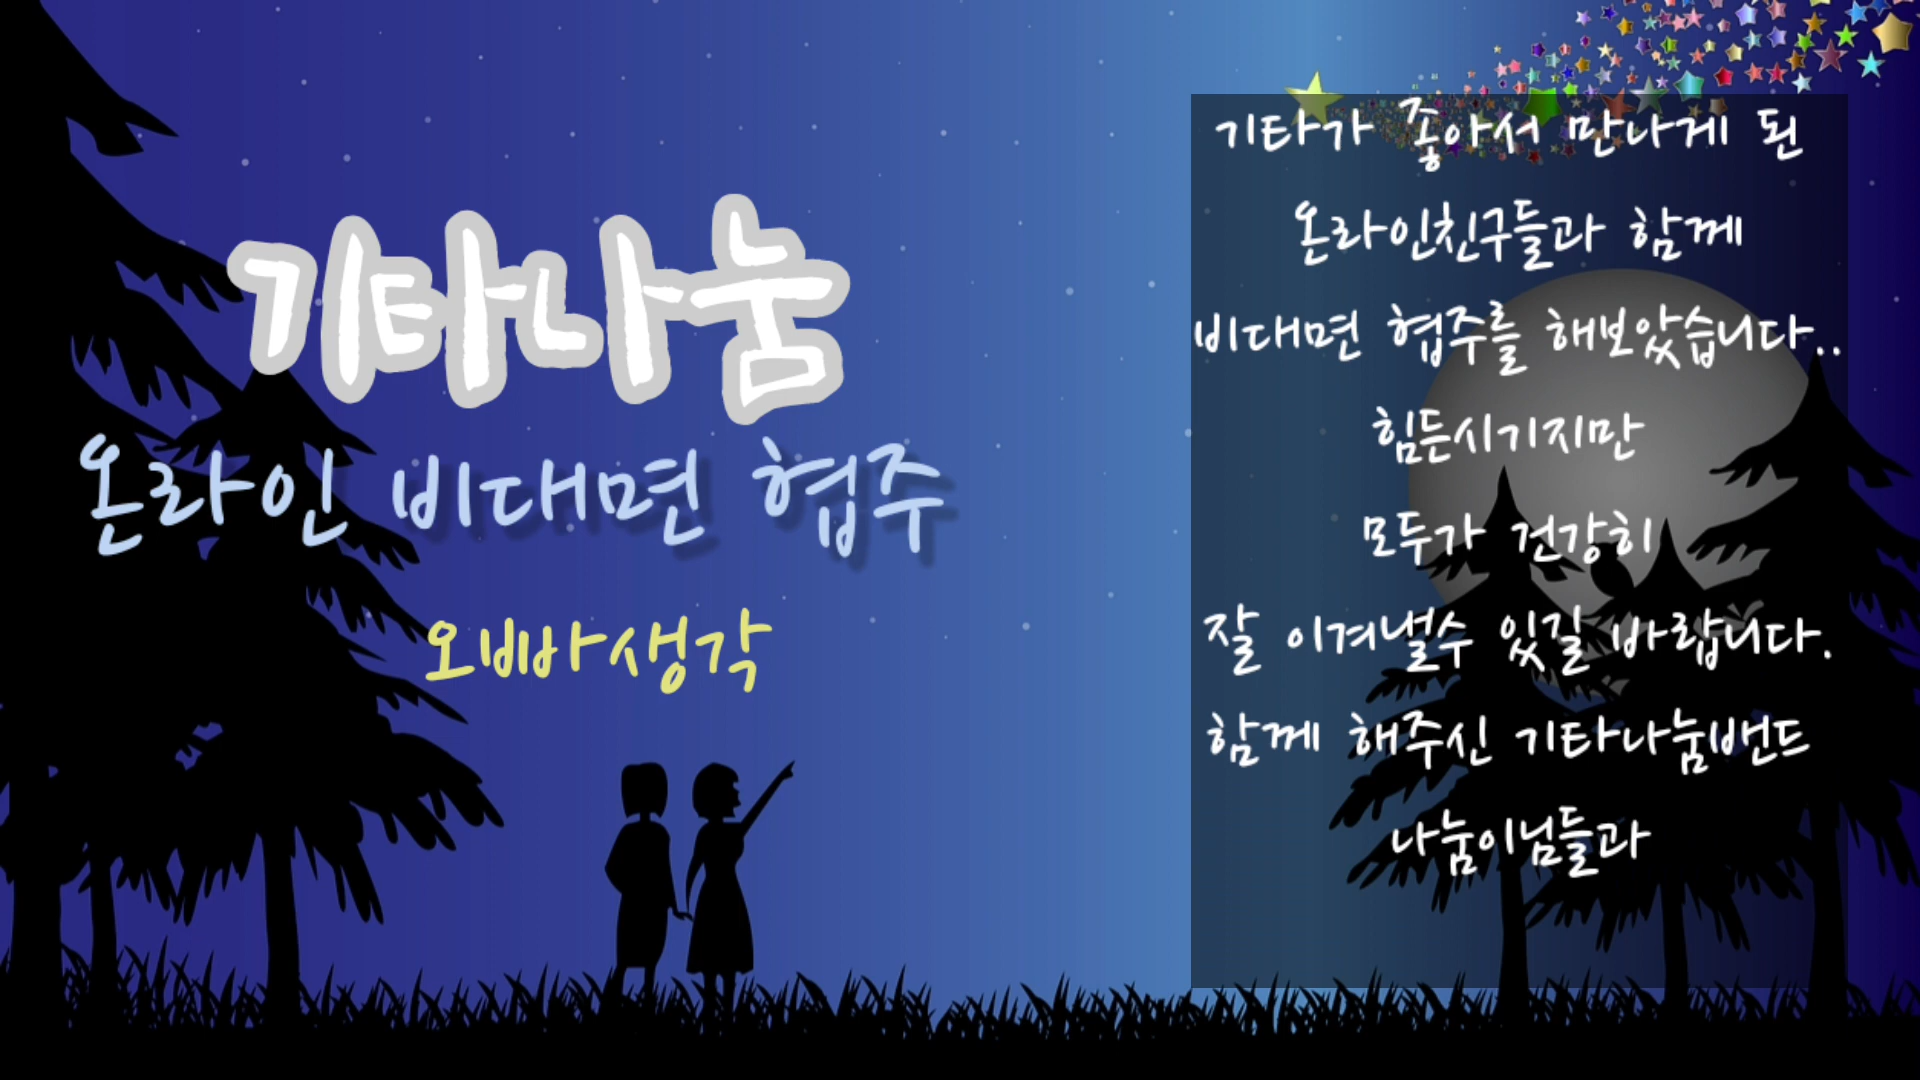 기타나눔
온라인 비대면 협주
오빠생각
기타가 좋아서 만나게 된
온라인친구들과 함께
비대면 협주를 해보았습니다..
힘든시기지만
모두가 건강히
잘 이겨낼수 있길 바랍니다.
함께 해주신 기타나눔밴드
나눔이님들과